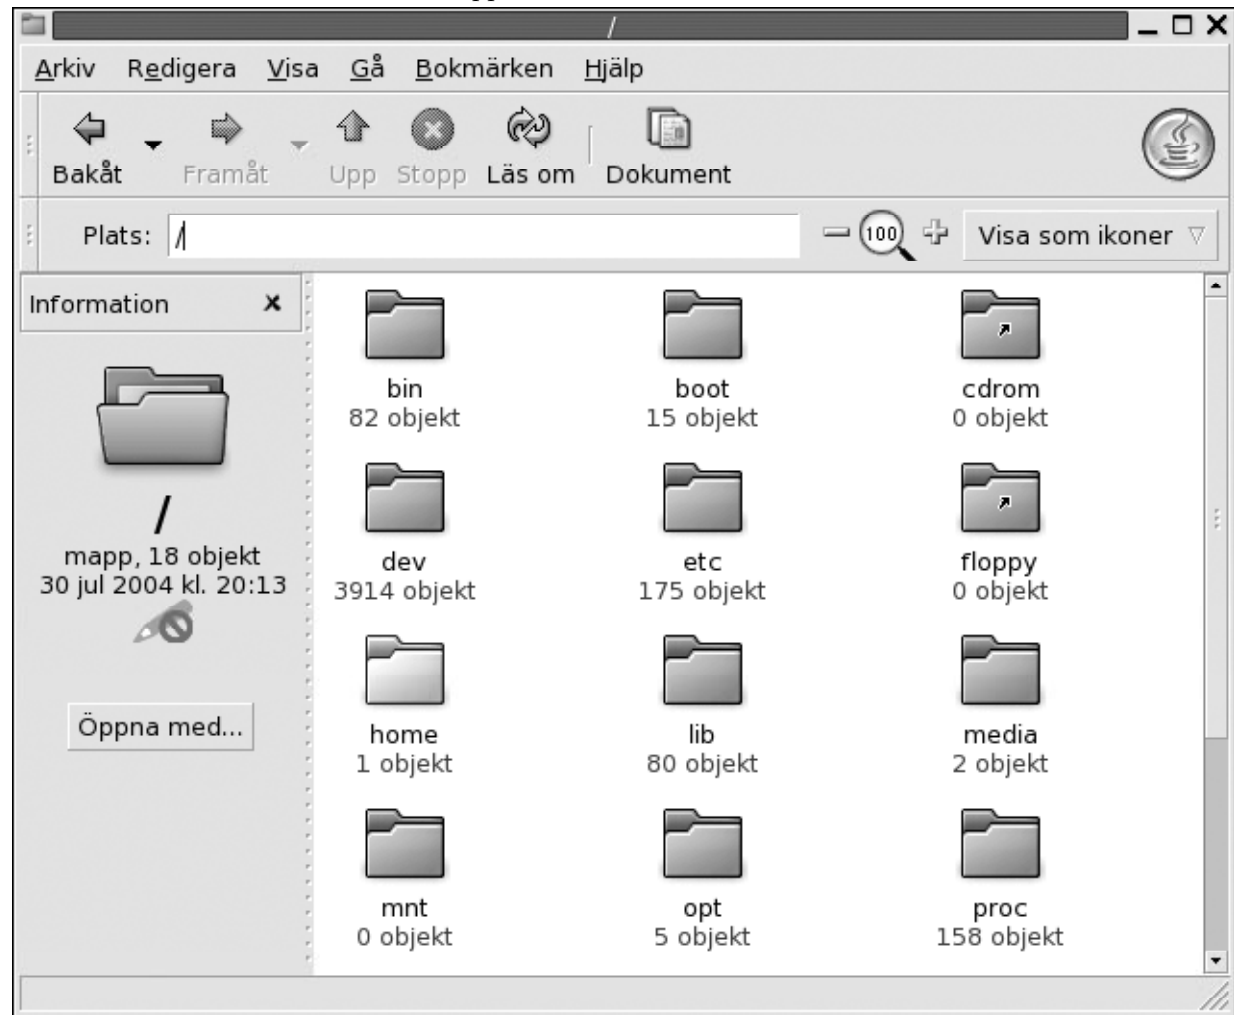 /
Arkiv Redigera Visa Gå Bokmärken Hjälp
Bakåt Framåt Upp Stopp Läs om Dokument
Plats: / 100 Visa som ikoner
Information
/
mapp, 18 objekt
30 jul 2004 kl. 20:13
Öppna med...
bin boot cdrom
82 objekt 15 objekt 0 objekt
dev etc floppy
3914 objekt 175 objekt 0 objekt
home lib media
1 objekt 80 objekt 2 objekt
mnt opt proc
0 objekt 5 objekt 158 objekt